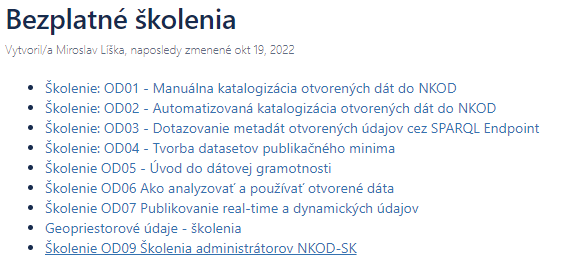 Bezplatné školenia
Vytvoril/a Miroslav Líška, naposledy zmenené okt 19, 2022
Školenie: OD01 - Manuálna katalogizácia otvorených dát do NKOD
Školenie: OD02 - Automatizovaná katalogizácia otvorených dát do NKOD
Školenie: OD03 - Dotazovanie metadát otvorených údajov cez SPARQL Endpoint
Školenie: OD04 - Tvorba datasetov publikačného minima
Školenie OD05 - Úvod do dátovej gramotnosti
Školenie OD06 Ako analyzovať a používať otvorené dáta
Školenie OD07 Publikovanie real-time a dynamických údajov
Geopriestorové údaje - školenia
Školenie OD09 Školenia administrátorov NKOD-SK